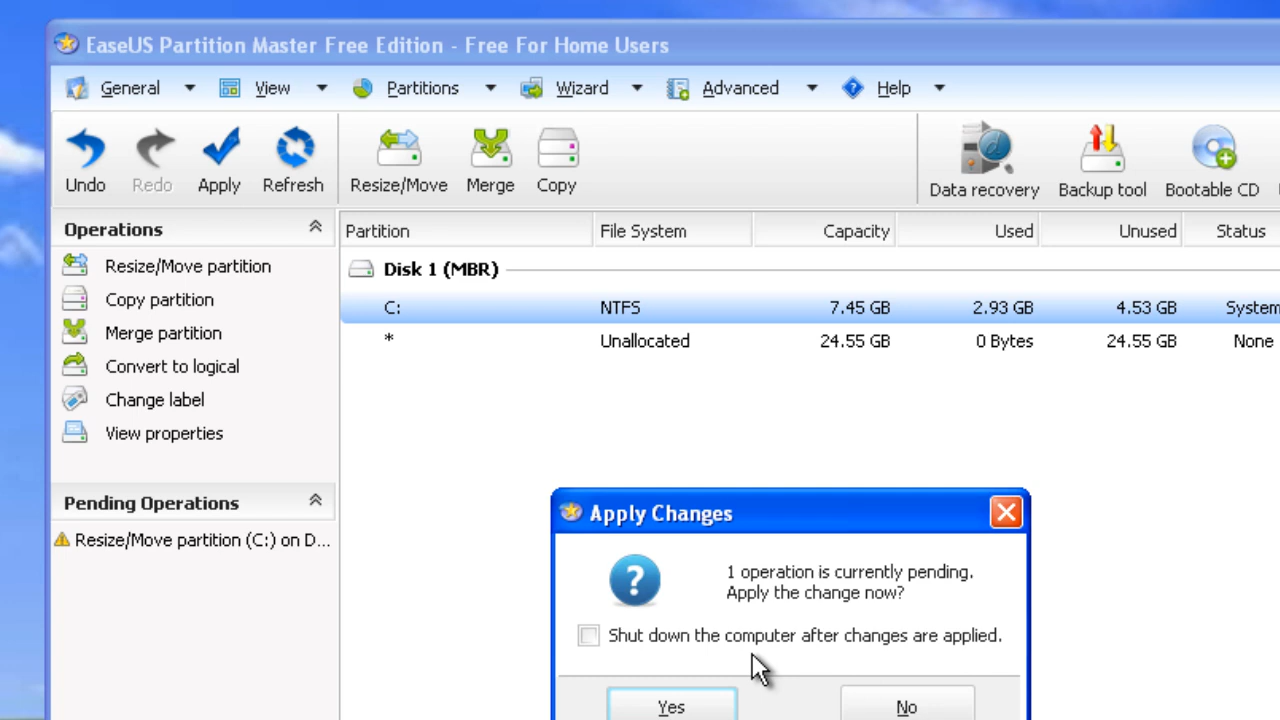 EaseUS Partition Master Free Edition - Free For Home Users
General View Partitions Wizard Advanced Help
Undo Redo Apply Refresh Resize/Move Merge Copy Data recovery Backup tool Bootable CD
Operations
Resize/Move partition
Copy partition
Merge partition
Convert to logical
Change label
View properties
Pending Operations
Resize/Move partition (C:) on D...
Partition File System Capacity Used Unused Status
Disk 1 (MBR)
C: NTFS 7.45 GB 2.93 GB 4.53 GB System
* Unallocated 24.55 GB 0 Bytes 24.55 GB None
Apply Changes
1 operation is currently pending.
Apply the change now?
Shut down the computer after changes are applied.
Yes No